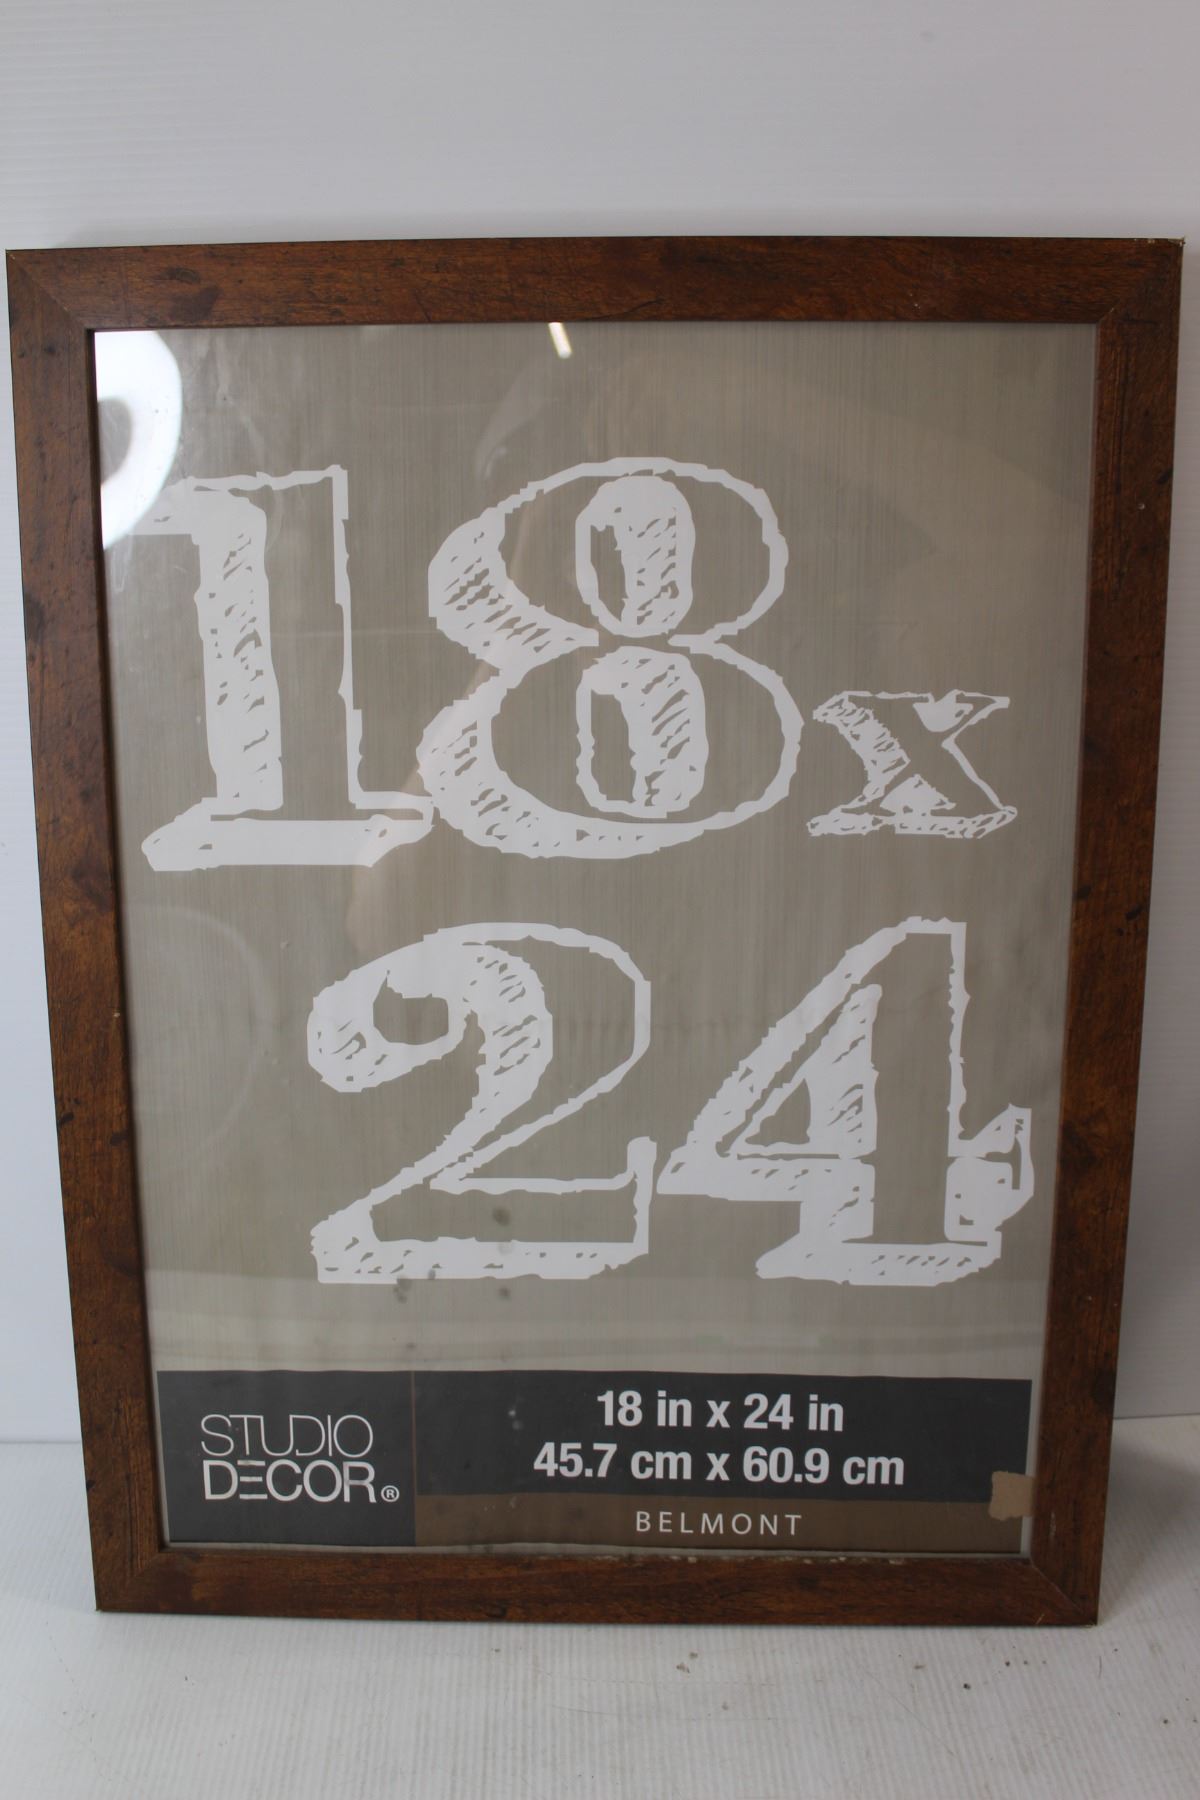 18x
24
STUDIO
DECOR®
18 in x 24 in
45.7 cm x 60.9 cm
BELMONT